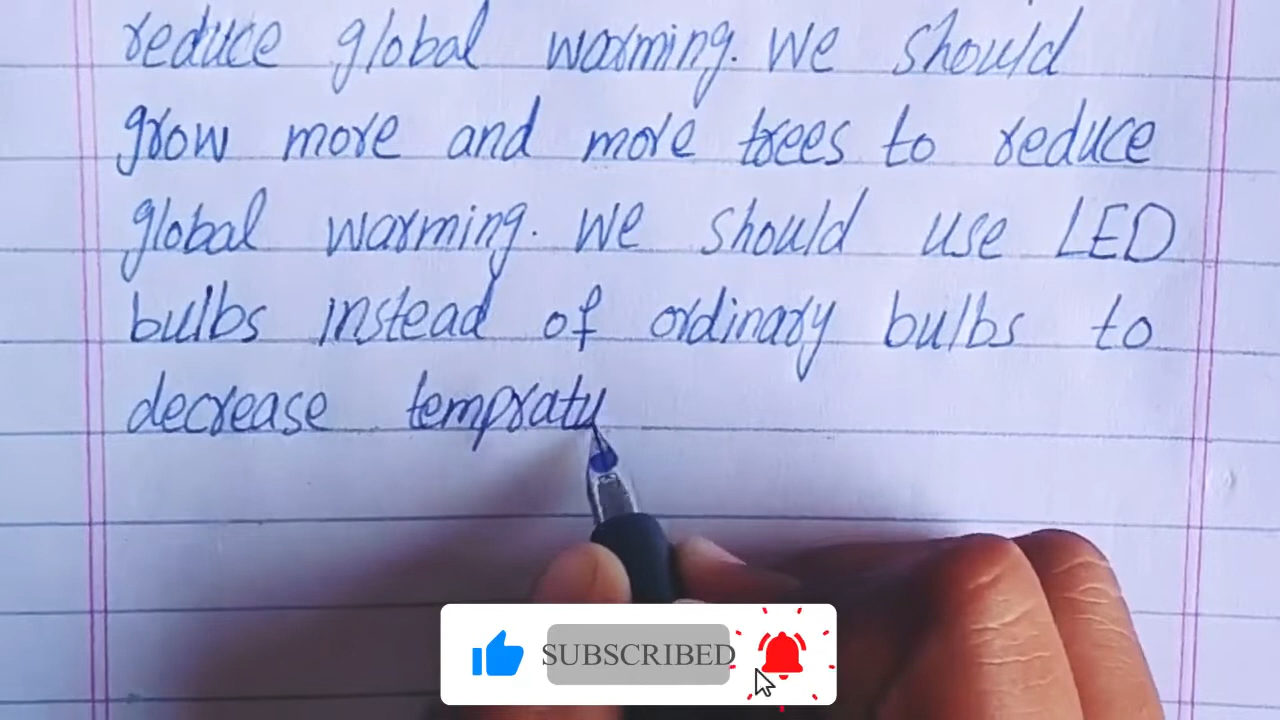 reduce global warming. We should
grow more and more trees to reduce
global warming. We should use LED
bulbs instead of ordinary bulbs to
decrease tempratu
SUBSCRIBED